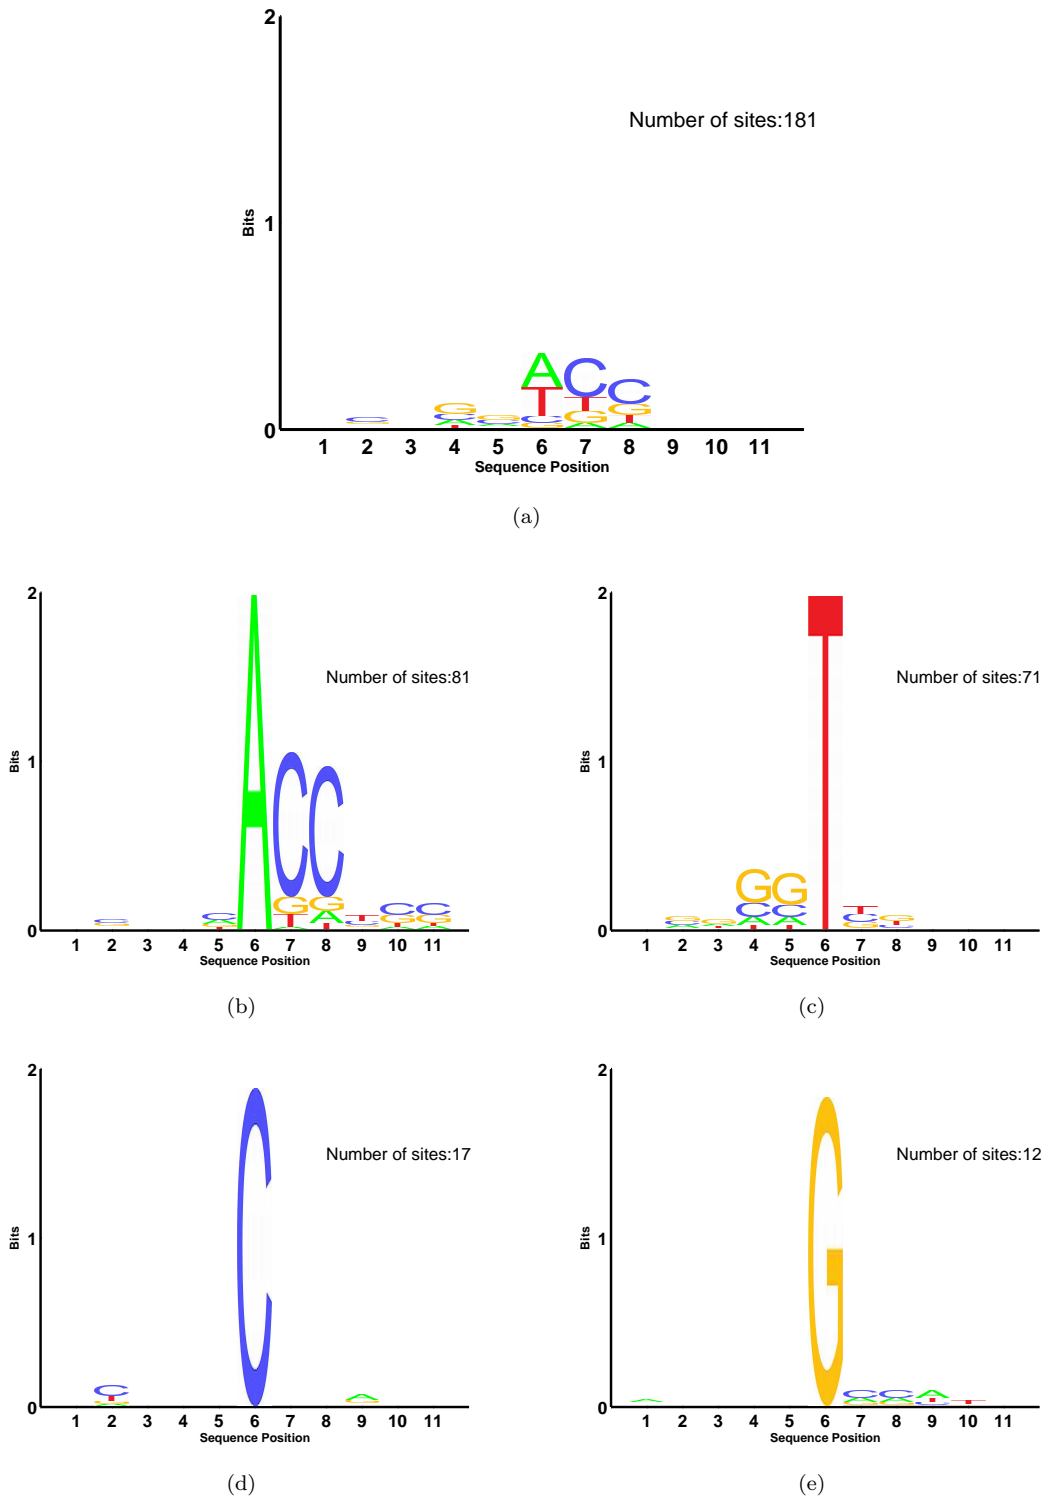 2
Number of sites:181
1
Bits
A C C
G C T C G
C G C T G T
G A T C A C G A A
0
1 2 3 4 5 6 7 8 9 10 11
Sequence Position
(a)
2
Number of sites:81
1
Bits
A C C
0
1 2 3 4 5 6 7 8 9 10 11
Sequence Position
(b)
2
Number of sites:71
1
Bits
G G T
0
1 2 3 4 5 6 7 8 9 10 11
Sequence Position
(c)
2
Number of sites:17
1
Bits
C
0
1 2 3 4 5 6 7 8 9 10 11
Sequence Position
(d)
2
Number of sites:12
1
Bits
G
0
1 2 3 4 5 6 7 8 9 10 11
Sequence Position
(e)